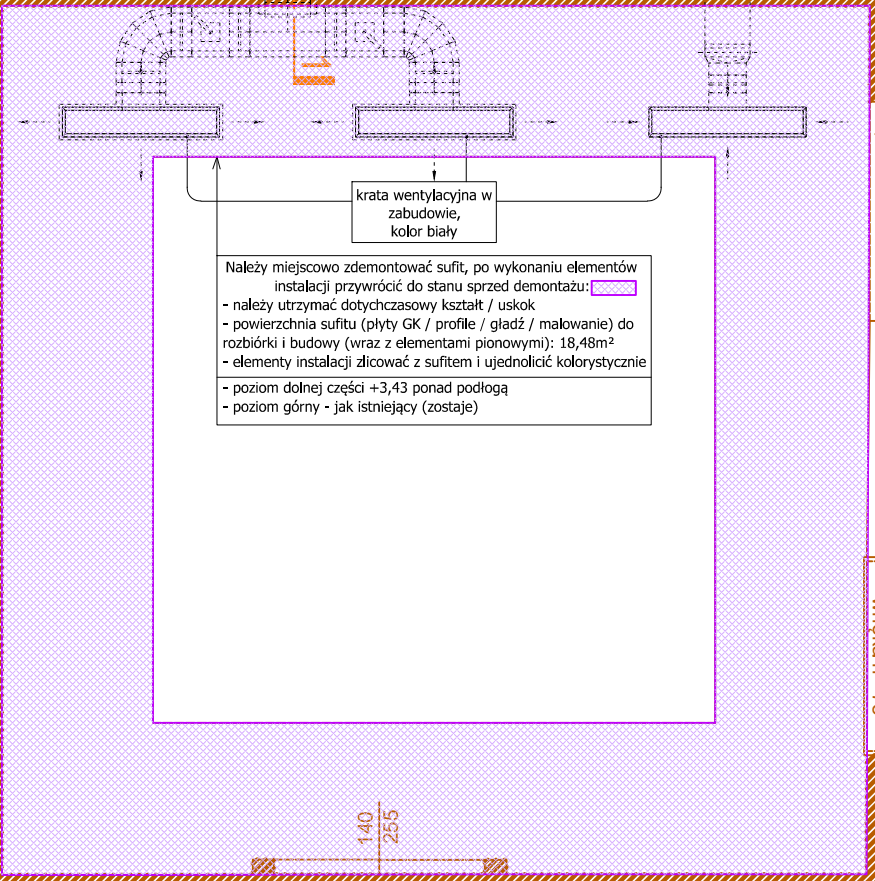 1
krata wentylacyjna w
zabudowie,
kolor biały
Należy miejscowo zdemontować sufit, po wykonaniu elementów
instalacji przywrócić do stanu sprzed demontażu:
- należy utrzymać dotychczasowy kształt / uskok
- powierzchnia sufitu (płyty GK / profile / gładź / malowanie) do
rozbiórki i budowy (wraz z elementami pionowymi): 18,48m²
- elementy instalacji zlicować z sufitem i ujednolicić kolorystycznie
- poziom dolnej części +3,43 ponad podłogą
- poziom górny - jak istniejący (zostaje)
140
255